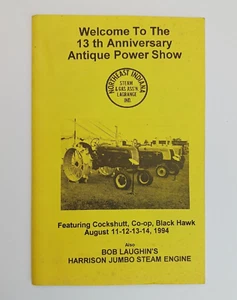 Welcome To The
13 th Anniversary
Antique Power Show
NORTHEAST INDIANA
STEAM
& GAS ASS'N.
LAGRANGE
IND.
Featuring Cockshutt, Co-op, Black Hawk
August 11-12-13-14, 1994
Also
BOB LAUGHIN'S
HARRISON JUMBO STEAM ENGINE